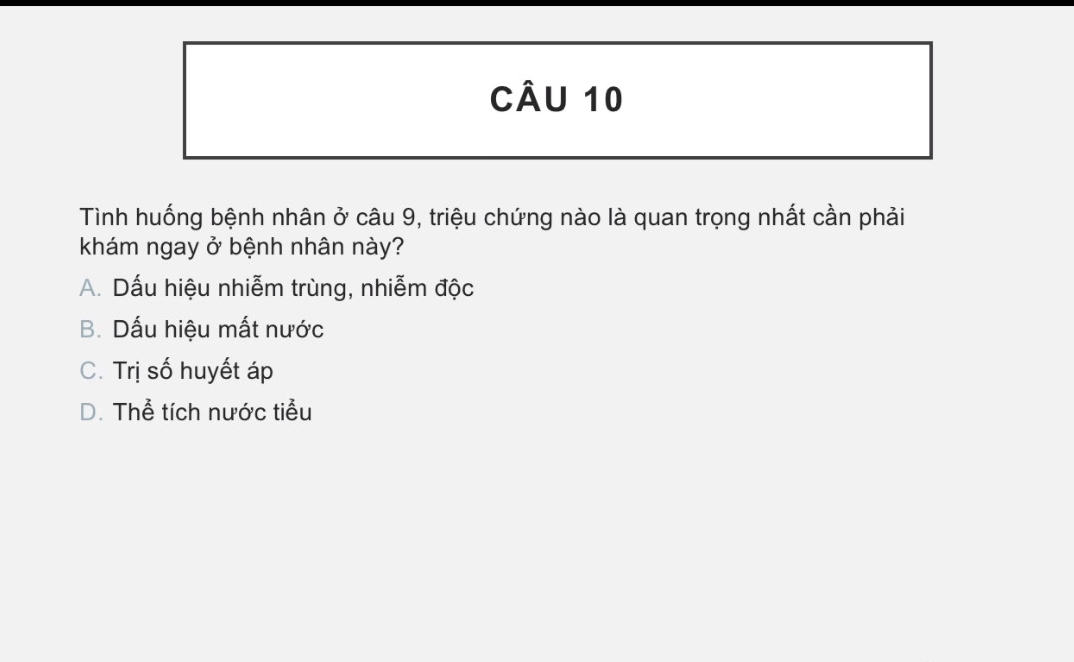 CÂU 10
Tình huống bệnh nhân ở câu 9, triệu chứng nào là quan trọng nhất cần phải
khám ngay ở bệnh nhân này?
A. Dấu hiệu nhiễm trùng, nhiễm độc
B. Dấu hiệu mất nước
C. Trị số huyết áp
D. Thể tích nước tiểu